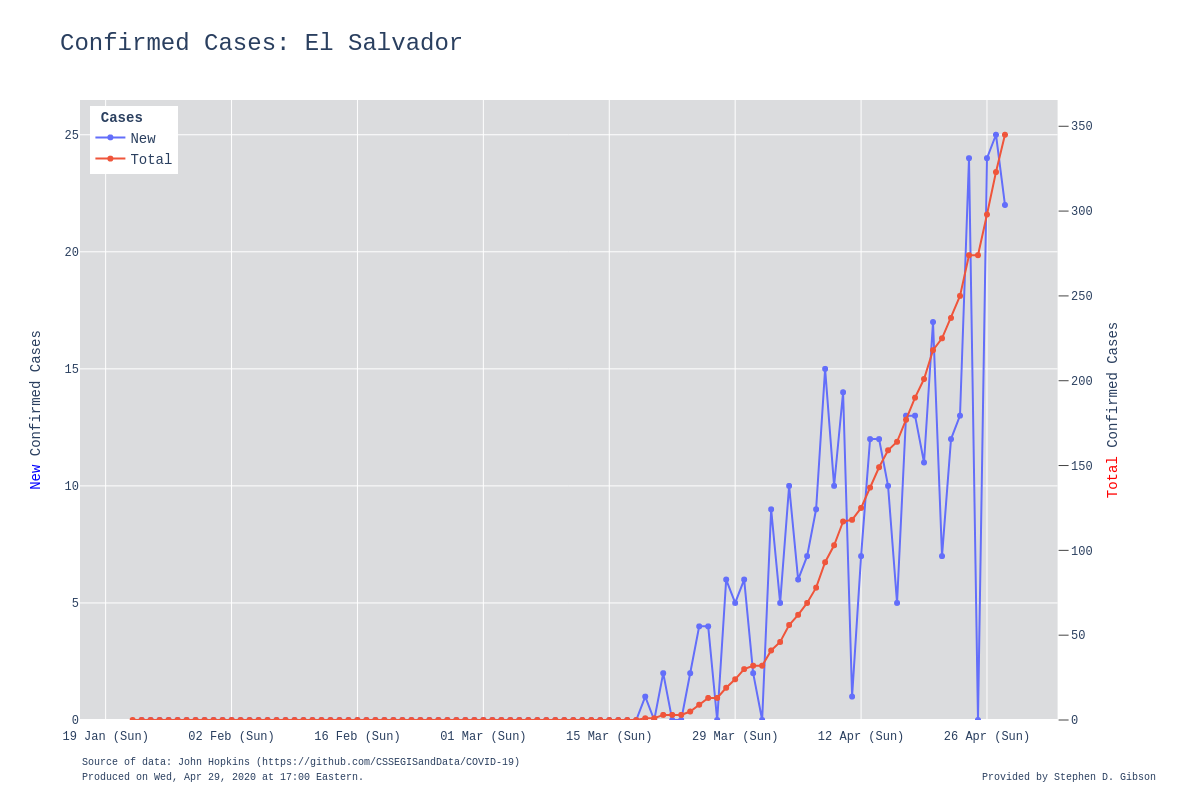 Confirmed Cases: El Salvador
Cases
New
Total
25
20
15
10
5
0
350
300
250
200
150
100
50
0
New Confirmed Cases
Total Confirmed Cases
19 Jan (Sun) 02 Feb (Sun) 16 Feb (Sun) 01 Mar (Sun) 15 Mar (Sun) 29 Mar (Sun) 12 Apr (Sun) 26 Apr (Sun)
Source of data: John Hopkins (https://github.com/CSSEGISandData/COVID-19)
Produced on Wed, Apr 29, 2020 at 17:00 Eastern.
Provided by Stephen D. Gibson